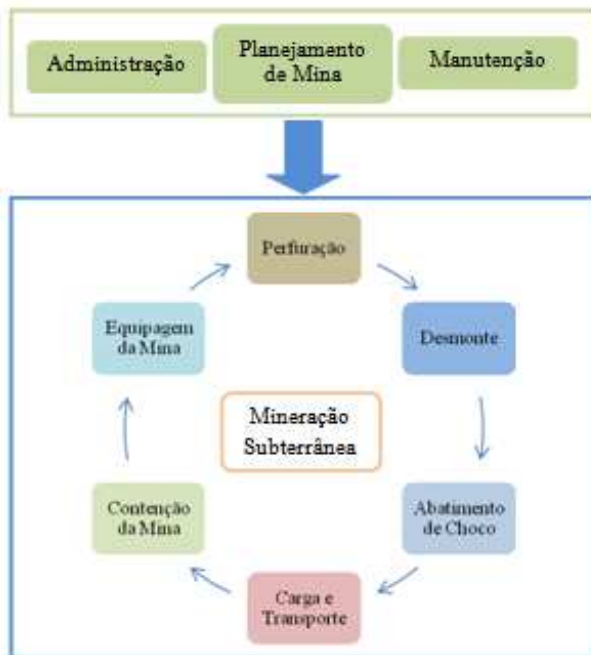 Administração
Planejamento
de Mina
Manutenção
Perfuração
Desmonte
Abatimento
de Choco
Carga e
Transporte
Contenção
da Mina
Equipagem
da Mina
Mineração
Subterrânea